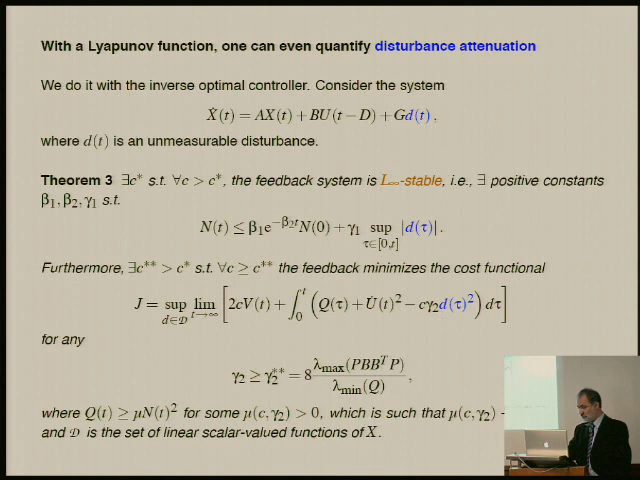 With a Lyapunov function, one can even quantify disturbance attenuation
We do it with the inverse optimal controller. Consider the system
Ẋ(t) = AX(t) + BU(t − D) + Gd(t) ,
where d(t) is an unmeasurable disturbance.
Theorem 3 ∃c* s.t. ∀c > c*, the feedback system is L∞-stable, i.e., ∃ positive constants
β₁, β₂, γ₁ s.t.
N(t) ≤ β₁e^{−β₂t}N(0) + γ₁ sup_{τ∈[0,t]} |d(τ)| .
Furthermore, ∃c** > c* s.t. ∀c ≥ c** the feedback minimizes the cost functional
J = sup_{d∈𝒟} lim_{t→∞} [2cV(t) + ∫₀ᵗ (Q(τ) + U̇(t)² − cγ₂d(τ)²) dτ]
for any
γ₂ ≥ γ₂** = 8 λmax(PBBᵀP) / λmin(Q) ,
where Q(t) ≥ μN(t)² for some μ(c,γ₂) > 0, which is such that μ(c,γ₂)
and 𝒟 is the set of linear scalar-valued functions of X.